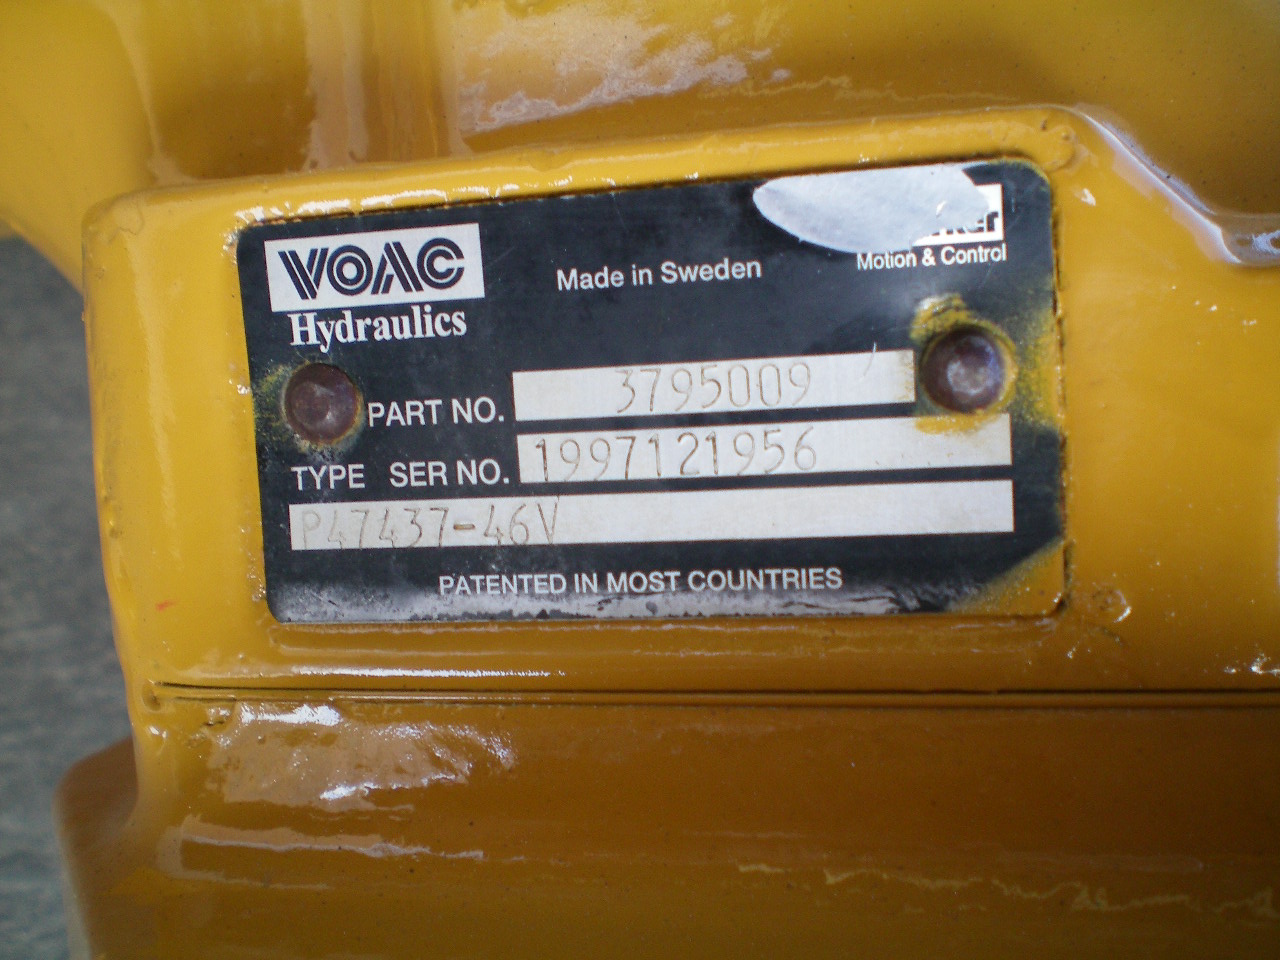 VOAC
Hydraulics
Made in Sweden
Motion & Control
PART NO. 3795009
TYPE SER NO. 1997121956
P47437-46V
PATENTED IN MOST COUNTRIES